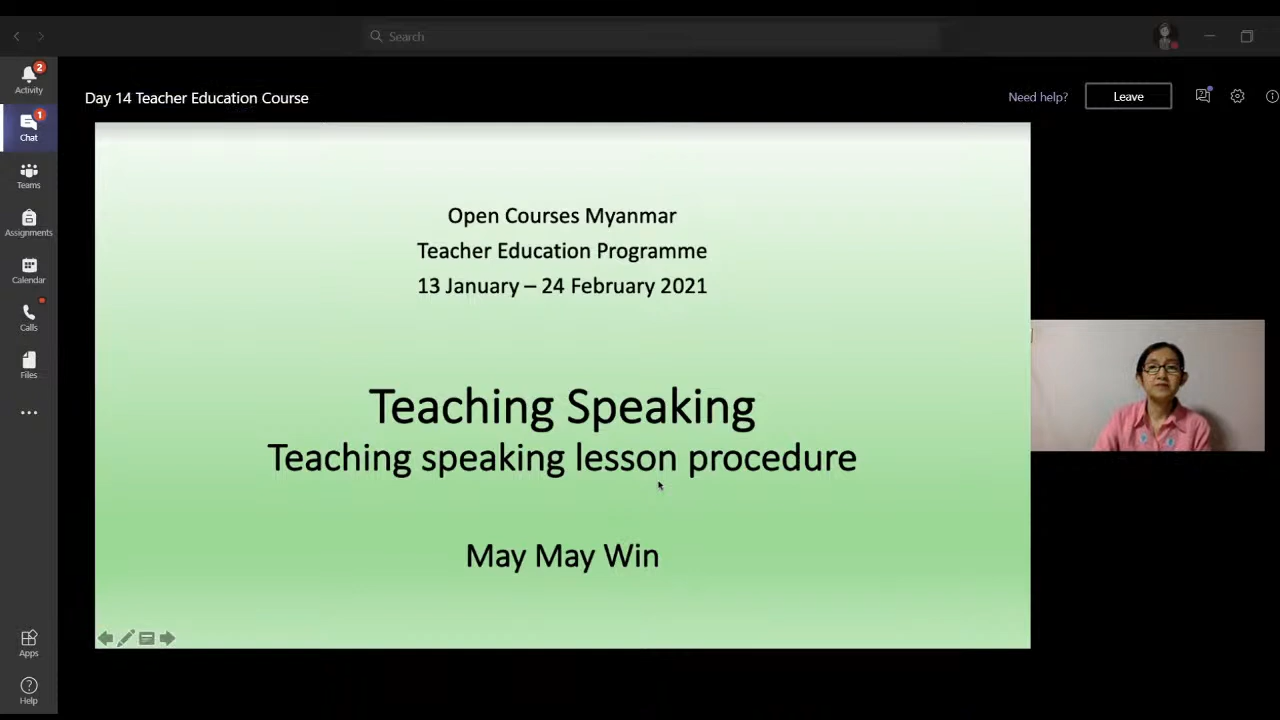 Search
2
Activity
1
Chat
Teams
Assignments
Calendar
Calls
Files
Apps
Help
Day 14 Teacher Education Course
Need help?
Leave
Open Courses Myanmar
Teacher Education Programme
13 January – 24 February 2021
Teaching Speaking
Teaching speaking lesson procedure
May May Win